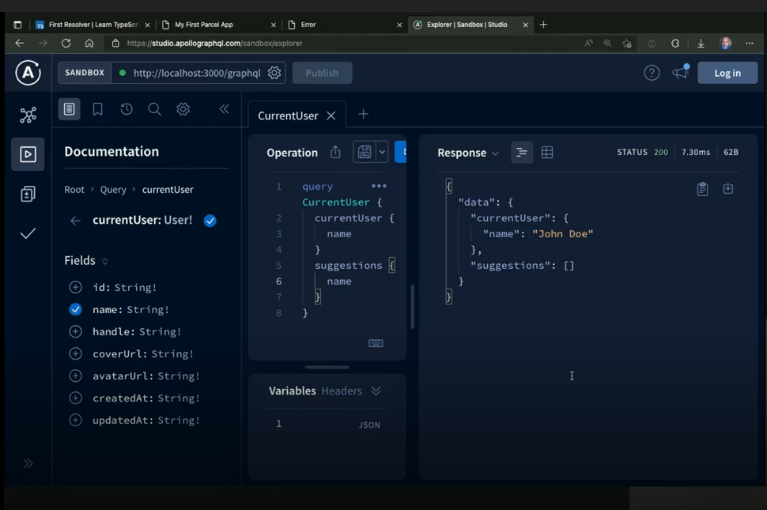 First Resolver | Learn TypeScri
My First Parcel App
Error
Explorer | Sandbox | Studio
https://studio.apollographql.com/sandbox/explorer
SANDBOX
http://localhost:3000/graphql
Publish
Log in
CurrentUser
Documentation
Root › Query › currentUser
currentUser: User!
Fields
id: String!
name: String!
handle: String!
coverUrl: String!
avatarUrl: String!
createdAt: String!
updatedAt: String!
Operation
1 query
CurrentUser {
2 currentUser {
3 name
4 }
5 suggestions {
6 name
7 }
8 }
Variables Headers
1 JSON
Response
STATUS 200 7.30ms 62B
{
"data": {
"currentUser": {
"name": "John Doe"
},
"suggestions": []
}
}